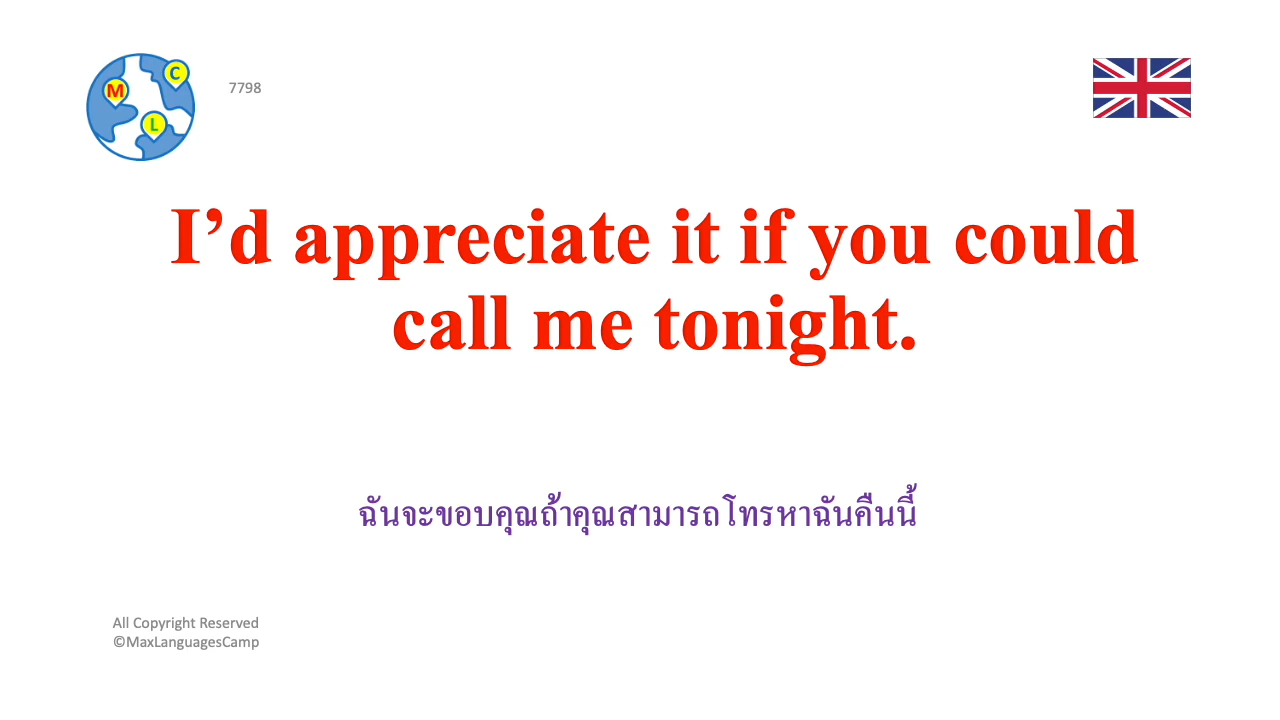 M
C
L
7798
I’d appreciate it if you could
call me tonight.
ฉันจะขอบคุณถ้าคุณสามารถโทรหาฉันคืนนี้
All Copyright Reserved
©MaxLanguagesCamp